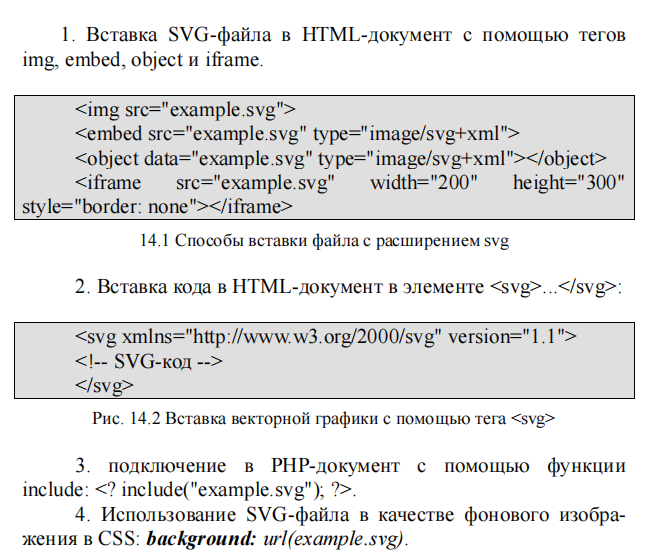 1. Вставка SVG-файла в HTML-документ с помощью тегов
img, embed, object и iframe.
<img src="example.svg">
<embed src="example.svg" type="image/svg+xml">
<object data="example.svg" type="image/svg+xml"></object>
<iframe src="example.svg" width="200" height="300"
style="border: none"></iframe>
14.1 Способы вставки файла с расширением svg
2. Вставка кода в HTML-документ в элементе <svg>...</svg>:
<svg xmlns="http://www.w3.org/2000/svg" version="1.1">
<!-- SVG-код -->
</svg>
Рис. 14.2 Вставка векторной графики с помощью тега <svg>
3. подключение в PHP-документ с помощью функции
include: <? include("example.svg"); ?>.
4. Использование SVG-файла в качестве фонового изобра-
жения в CSS: background: url(example.svg).